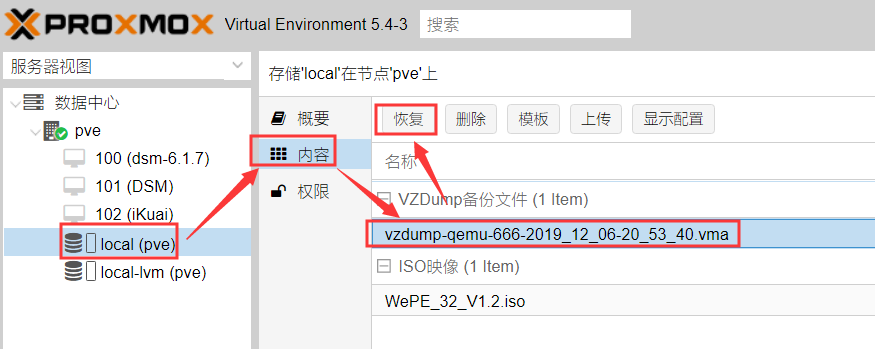 PROXMOX Virtual Environment 5.4-3 搜索
服务器视图
存储'local'在节点'pve'上
数据中心
pve
100 (dsm-6.1.7)
101 (DSM)
102 (iKuai)
local (pve)
local-lvm (pve)
概要
内容
权限
恢复 删除 模板 上传 显示配置
名称
VZDump备份文件 (1 Item)
vzdump-qemu-666-2019_12_06-20_53_40.vma
ISO映像 (1 Item)
WePE_32_V1.2.iso